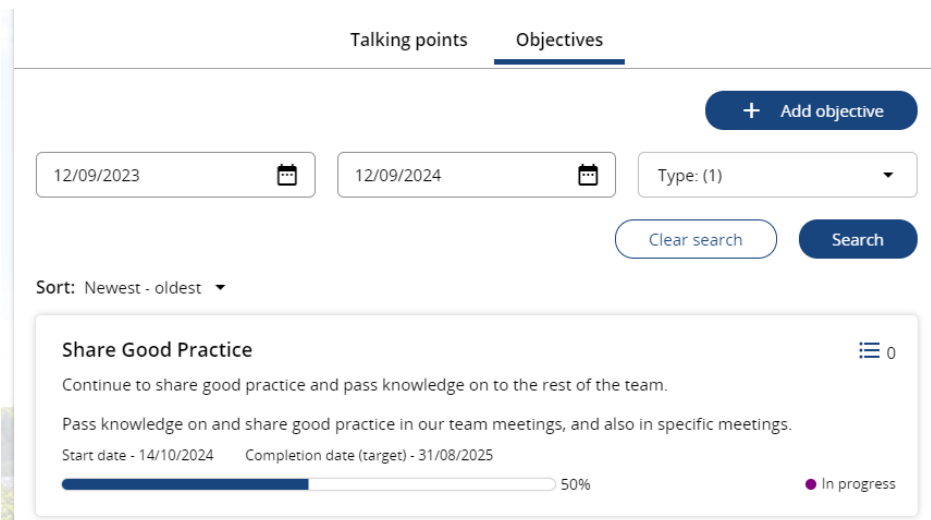 Talking points Objectives
+ Add objective
12/09/2023 12/09/2024 Type: (1)
Clear search Search
Sort: Newest - oldest
Share Good Practice 0
Continue to share good practice and pass knowledge on to the rest of the team.
Pass knowledge on and share good practice in our team meetings, and also in specific meetings.
Start date - 14/10/2024 Completion date (target) - 31/08/2025
50% In progress